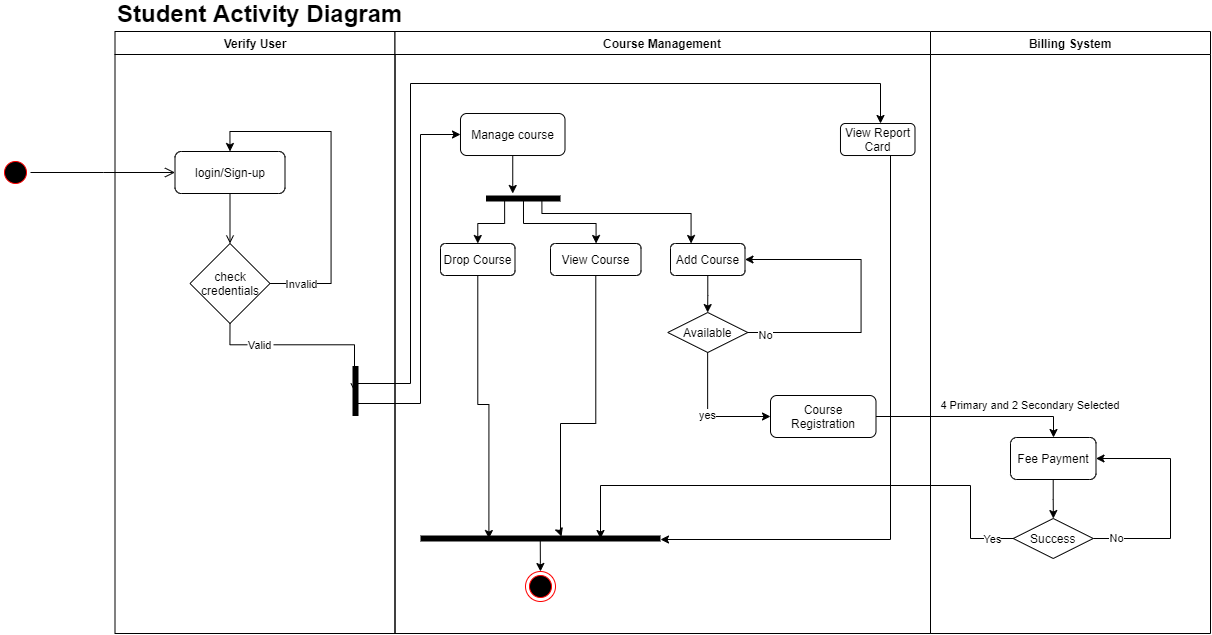 Student Activity Diagram
Verify User
Course Management
Billing System
Manage course
View Report
Card
login/Sign-up
Drop Course
View Course
Add Course
check
credentials
Invalid
Available
No
Valid
4 Primary and 2 Secondary Selected
yes
Course
Registration
Fee Payment
Yes
Success
No